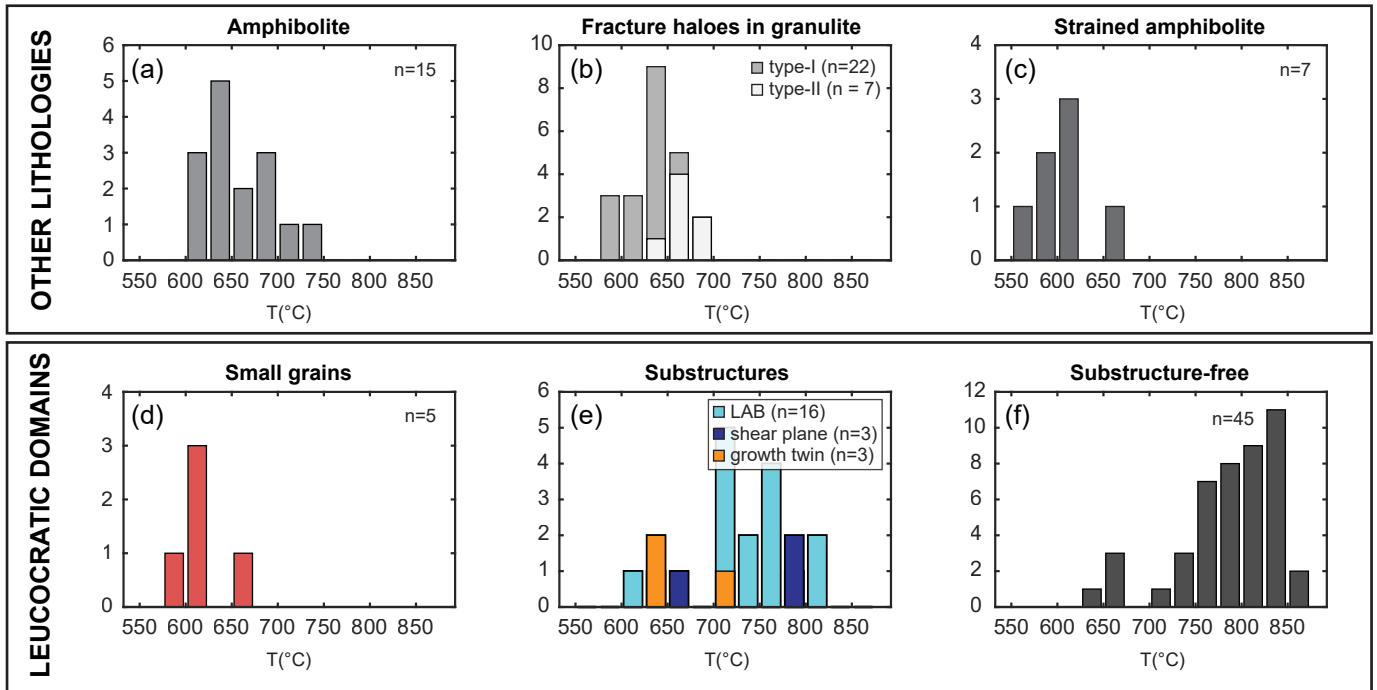 OTHER LITHOLOGIES
Amphibolite
(a)
n=15
6
5
4
3
2
1
0
550 600 650 700 750 800 850
T(°C)
Fracture haloes in granulite
(b)
type-I (n=22)
type-II (n = 7)
10
8
6
4
2
0
550 600 650 700 750 800 850
T(°C)
Strained amphibolite
(c)
n=7
4
3
2
1
0
550 600 650 700 750 800 850
T(°C)
LEUCOCRATIC DOMAINS
Small grains
(d)
n=5
4
3
2
1
0
550 600 650 700 750 800 850
T(°C)
Substructures
(e)
LAB (n=16)
shear plane (n=3)
growth twin (n=3)
6
5
4
3
2
1
0
550 600 650 700 750 800 850
T(°C)
Substructure-free
(f)
n=45
12
10
8
6
4
2
0
550 600 650 700 750 800 850
T(°C)